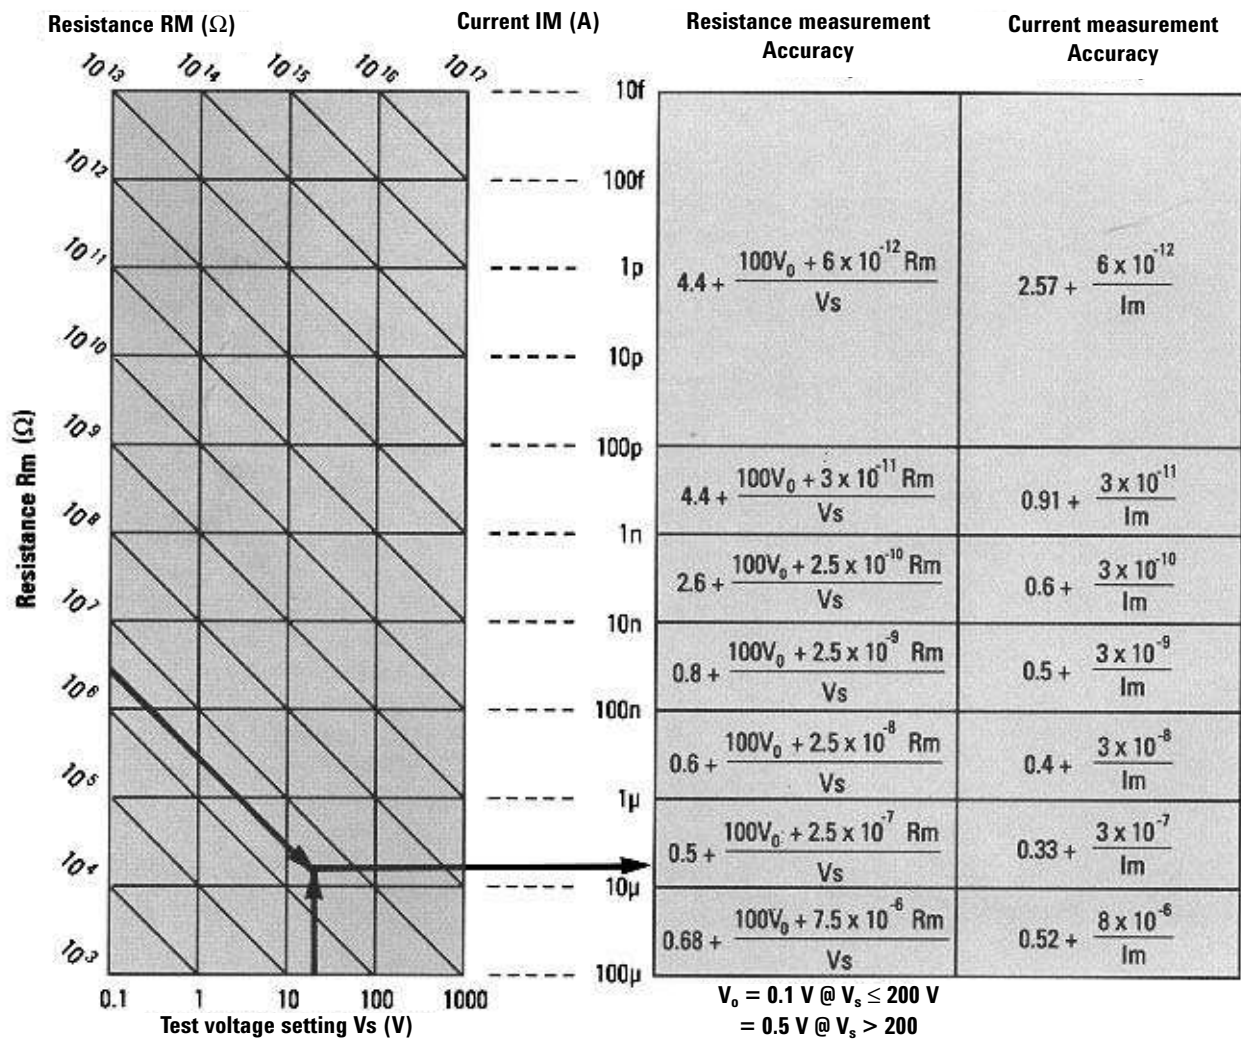 Resistance RM (Ω)
Current IM (A)
Resistance measurement
Accuracy
Current measurement
Accuracy
10¹³ 10¹⁴ 10¹⁵ 10¹⁶ 10¹⁷
10¹²
10¹¹
10¹⁰
10⁹
10⁸
10⁷
10⁶
10⁵
10⁴
10³
Resistance Rm (Ω)
0.1 1 10 100 1000
Test voltage setting Vs (V)
10f
100f
1p
10p
100p
1n
10n
100n
1µ
10µ
100µ
4.4 + (100V₀ + 6 x 10⁻¹² Rm) / Vs
2.57 + (6 x 10⁻¹²) / Im
4.4 + (100V₀ + 3 x 10⁻¹¹ Rm) / Vs
0.91 + (3 x 10⁻¹¹) / Im
2.6 + (100V₀ + 2.5 x 10⁻¹⁰ Rm) / Vs
0.6 + (3 x 10⁻¹⁰) / Im
0.8 + (100V₀ + 2.5 x 10⁻⁹ Rm) / Vs
0.5 + (3 x 10⁻⁹) / Im
0.6 + (100V₀ + 2.5 x 10⁻⁸ Rm) / Vs
0.4 + (3 x 10⁻⁸) / Im
0.5 + (100V₀ + 2.5 x 10⁻⁷ Rm) / Vs
0.33 + (3 x 10⁻⁷) / Im
0.68 + (100V₀ + 7.5 x 10⁻⁶ Rm) / Vs
0.52 + (8 x 10⁻⁶) / Im
Vₒ = 0.1 V @ Vₛ ≤ 200 V
= 0.5 V @ Vₛ > 200